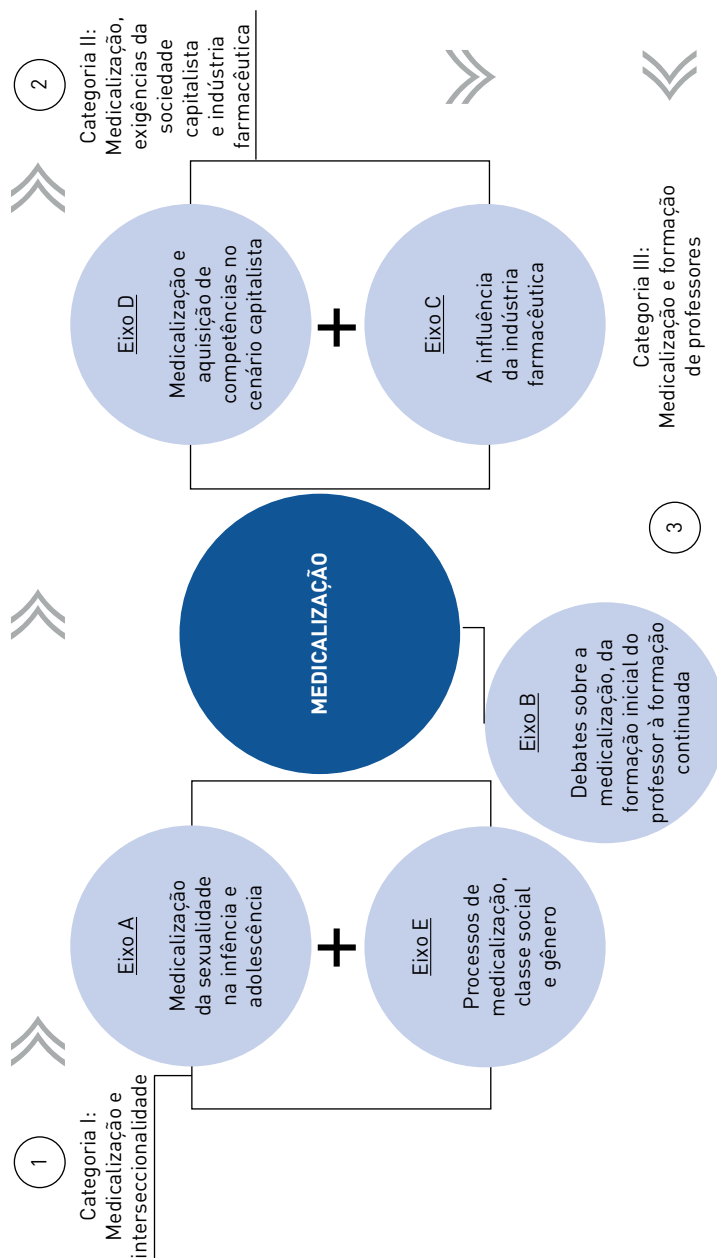 1
Categoria I:
Medicalização e
interseccionalidade
Eixo A
Medicalização
da sexualidade
na infência e
adolescência
+
Eixo E
Processos de
medicalização,
classe social
e gênero
MEDICALIZAÇÃO
Eixo B
Debates sobre a
medicalização, da
formação inicial do
professor à formação
continuada
2
Categoria II:
Medicalização,
exigências da
sociedade
capitalista
e indústria
farmacêutica
Eixo D
Medicalização e
aquisição de
competências no
cenário capitalista
+
Eixo C
A influência
da indústria
farmacêutica
3
Categoria III:
Medicalização e formação
de professores